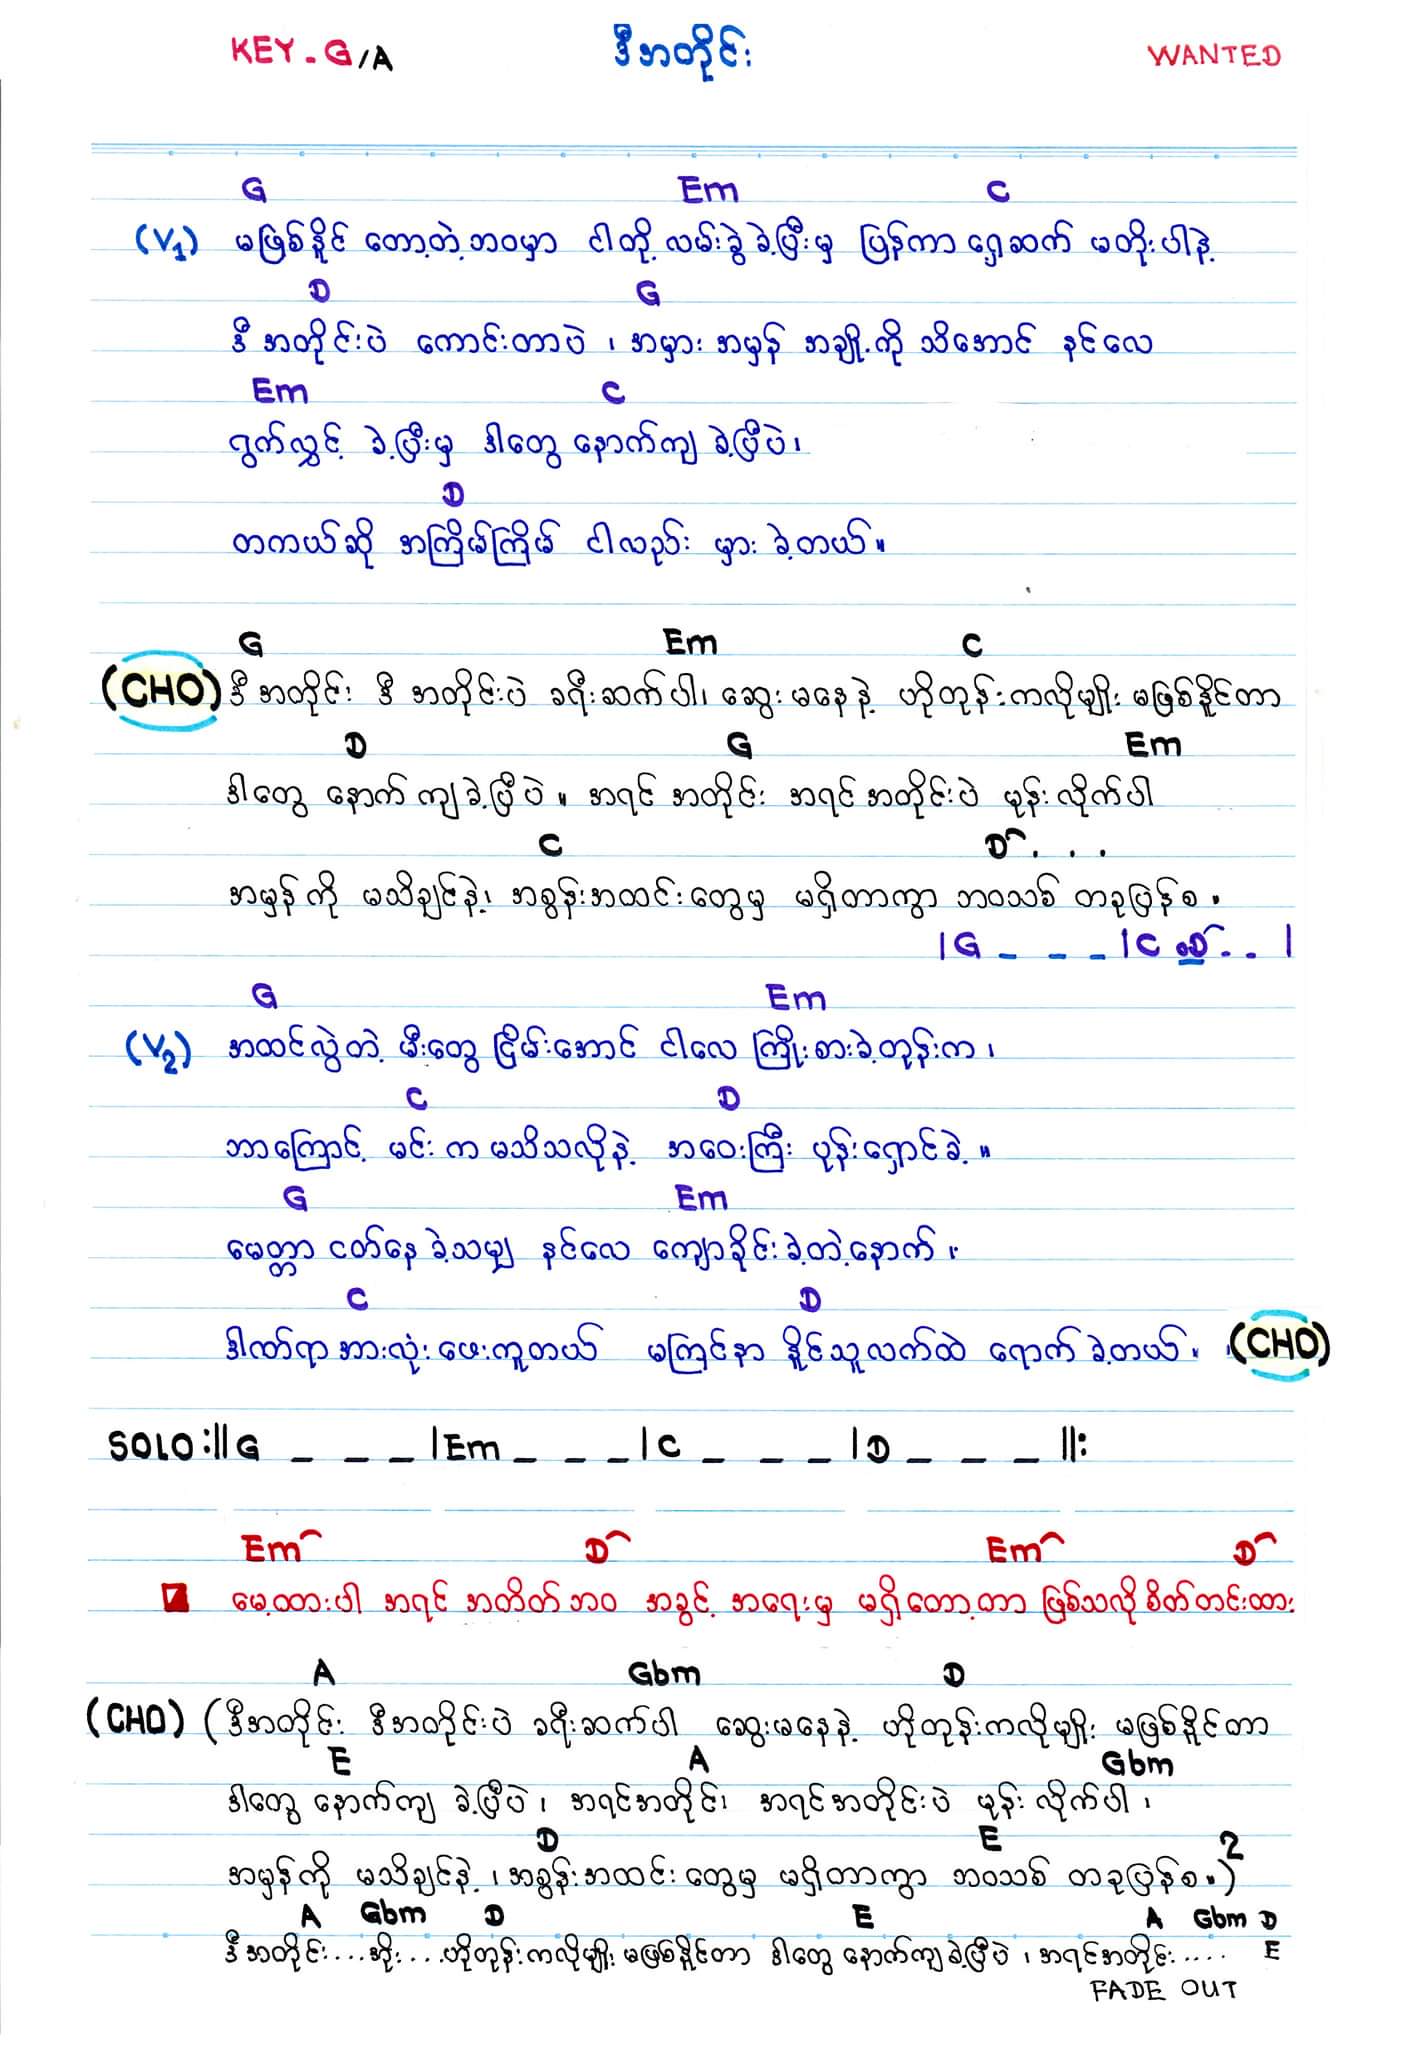 KEY - G/A ဒီအတိုင်း WANTED
G Em C
(V1) မဖြစ်နိုင် တော့တဲ့ဘဝမှာ ငါတို့ လမ်းခွဲ ခဲ့ပြီးမှ ပြန်ကာ ရှေ့ဆက် မတိုးပါနဲ့
D G
ဒီ အတိုင်းပဲ ကောင်းတာပဲ ၊ အမှား အမှန် အချို့ကို သိအောင် နင်လေ
Em C
ရွက်လွှင့် ခဲ့ပြီးမှ ဒါတွေ နောက်ကျ ခဲ့ပြီပဲ၊
D
တကယ်ဆို အကြိမ်ကြိမ် ငါလည်း မှား ခဲ့တယ်။
G Em C
(CHO) ဒီအတိုင်း ဒီ အတိုင်းပဲ ခရီးဆက်ပါ၊ ဆွေးမနေနဲ့ ဟိုတုန်းကလိုမျိုး မဖြစ်နိုင်တာ
D G Em
ဒါတွေ နောက်ကျခဲ့ပြီပဲ ။ အရင် အတိုင်း အရင်အတိုင်းပဲ မုန်းလိုက်ပါ
C D . . .
အမှန်ကို မသိချင်နဲ့၊ အစွန်းအထင်းတွေမှ မရှိတာကွာ ဘဝသစ် တခုပြန်စ ။
|G _ _ _ |C D . . |
G Em
(V2) အထင်လွဲတဲ့ မီးတွေ ငြိမ်းအောင် ငါလေ ကြိုးစားခဲ့တုန်းက ၊
C D
ဘာကြောင့် မင်းက မသိသလိုနဲ့ အဝေးကြီး ပုန်းရှောင်ခဲ့ ။
G Em
မေတ္တာ ငတ်နေ ခဲ့သမျှ နင်လေ ကျောခိုင်းခဲ့တဲ့နောက် ၊
C D
ဒါဏ်ရာ အားလုံး ပေးကူတယ် မကြင်နာ နိုင်သူလက်ထဲ ရောက် ခဲ့တယ်။ (CHO)
SOLO :||G _ _ _ |Em _ _ _ |C _ _ _ |D _ _ _ ||:
Em D Em D
မေ့ထားပါ အရင် အတိတ်ဘဝ အခွင့် အရေးမှ မရှိတော့တာ ဖြစ်သလိုစိတ်တင်းထား
A Gbm D
(CHO) (ဒီအတိုင်း ဒီအတိုင်းပဲ ခရီးဆက်ပါ ဆွေးမနေနဲ့ ဟိုတုန်းကလိုမျိုး မဖြစ်နိုင်တာ
E A Gbm
ဒါတွေ နောက်ကျ ခဲ့ပြီပဲ ၊ အရင်အတိုင်း အရင်အတိုင်းပဲ မုန်း လိုက်ပါ ၊
D E
အမှန်ကို မသိချင်နဲ့ ၊ အစွန်းအထင်း တွေမှ မရှိတာကွာ ဘဝသစ် တခုပြန်စ ။)2
A Gbm D E A Gbm D
ဒီအတိုင်း....အိုး....ဟိုတုန်းကလိုမျိုး မဖြစ်နိုင်တာ ဒါတွေ နောက်ကျခဲ့ပြီပဲ ၊ အရင်အတိုင်း .... E
FADE OUT